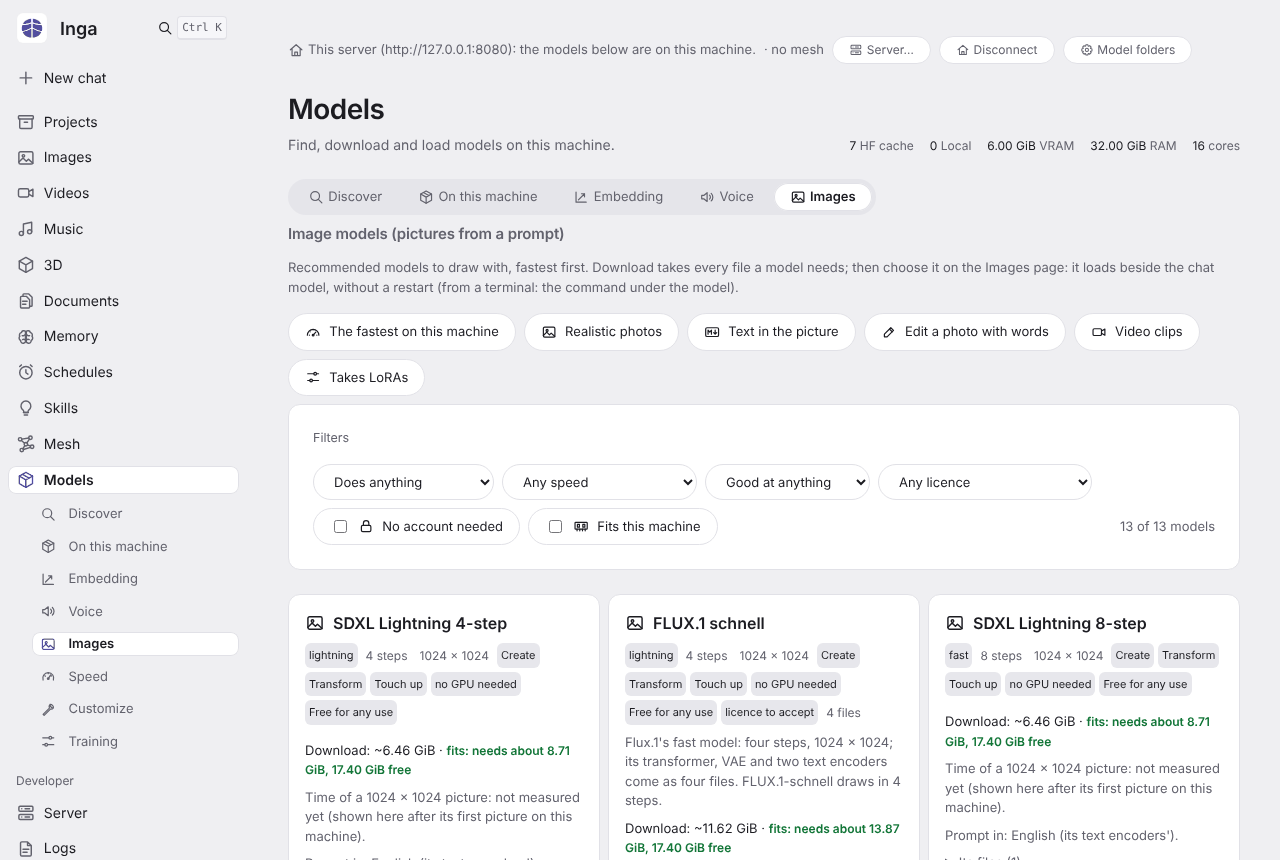 Inga
Ctrl K
New chat
Projects
Images
Videos
Music
3D
Documents
Memory
Schedules
Skills
Mesh
Models
Discover
On this machine
Embedding
Voice
Images
Speed
Customize
Training
Developer
Server
Logs
This server (http://127.0.0.1:8080): the models below are on this machine. · no mesh
Server...
Disconnect
Model folders
Models
Find, download and load models on this machine.
7 HF cache 0 Local 6.00 GiB VRAM 32.00 GiB RAM 16 cores
Discover On this machine Embedding Voice Images
Image models (pictures from a prompt)
Recommended models to draw with, fastest first. Download takes every file a model needs; then choose it on the Images page: it loads beside the chat
model, without a restart (from a terminal: the command under the model).
The fastest on this machine Realistic photos Text in the picture Edit a photo with words Video clips
Takes LoRAs
Filters
Does anything Any speed Good at anything Any licence
No account needed Fits this machine 13 of 13 models
SDXL Lightning 4-step
lightning 4 steps 1024 × 1024 Create
Transform Touch up no GPU needed
Free for any use
Download: ~6.46 GiB · fits: needs about 8.71
GiB, 17.40 GiB free
Time of a 1024 × 1024 picture: not measured
yet (shown here after its first picture on this
machine).
FLUX.1 schnell
lightning 4 steps 1024 × 1024 Create
Transform Touch up no GPU needed
Free for any use licence to accept 4 files
Flux.1's fast model: four steps, 1024 × 1024;
its transformer, VAE and two text encoders
come as four files. FLUX.1-schnell draws in 4
steps.
Download: ~11.62 GiB · fits: needs about 13.87
GiB, 17.40 GiB free
SDXL Lightning 8-step
fast 8 steps 1024 × 1024 Create Transform
Touch up no GPU needed Free for any use
Download: ~6.46 GiB · fits: needs about 8.71
GiB, 17.40 GiB free
Time of a 1024 × 1024 picture: not measured
yet (shown here after its first picture on this
machine).
Prompt in: English (its text encoders').